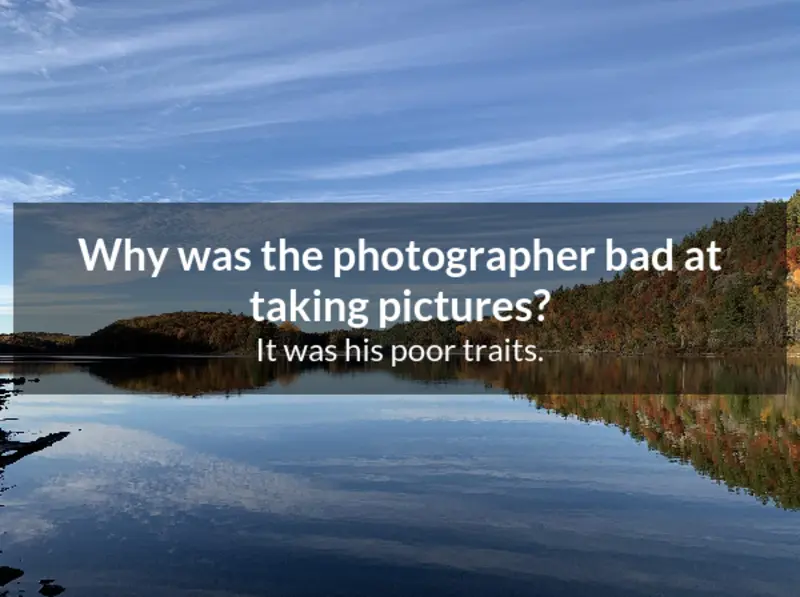 Why was the photographer bad at
taking pictures?
It was his poor traits.